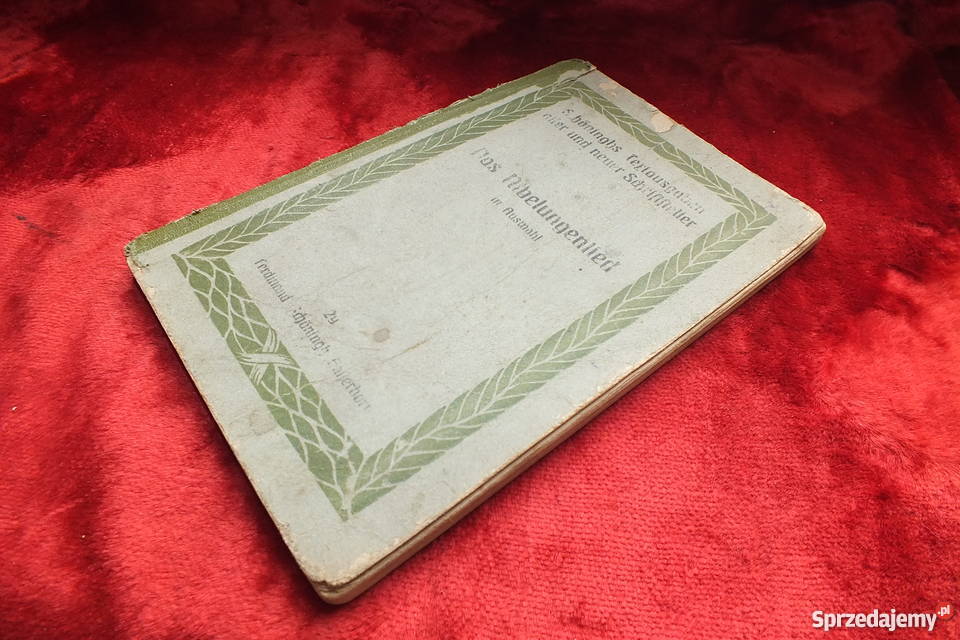 Schöninghs Textausgaben
alter und neuer Schriftsteller
Das Nibelungenlied
in Auswahl
29
Ferdinand Schöningh, Paderborn
Sprzedajemy.pl